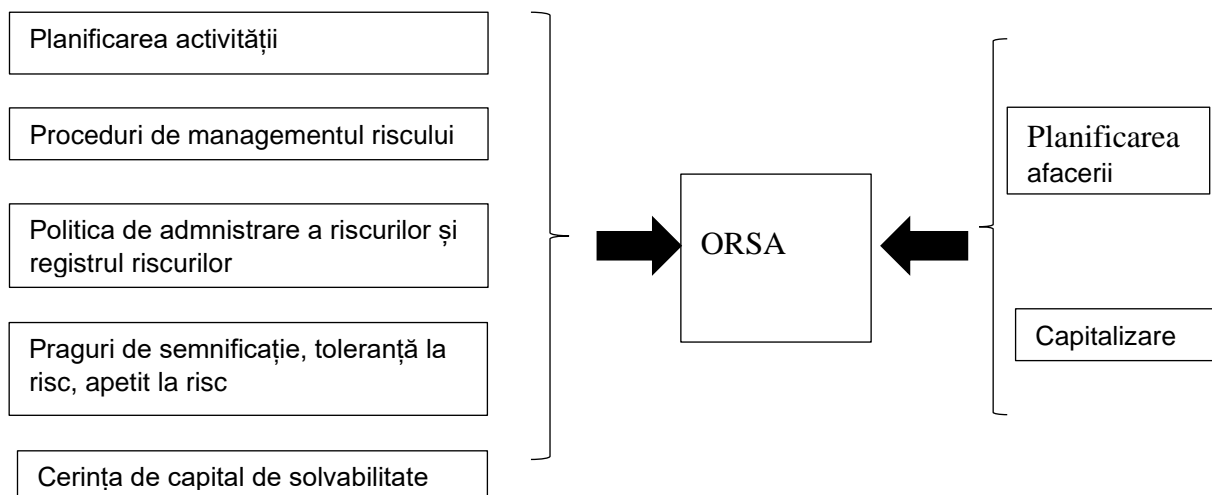 Planificarea activității
Proceduri de managementul riscului
Politica de admnistrare a riscurilor și
registrul riscurilor
Praguri de semnificație, toleranță la
risc, apetit la risc
Cerința de capital de solvabilitate
ORSA
Planificarea
afacerii
Capitalizare